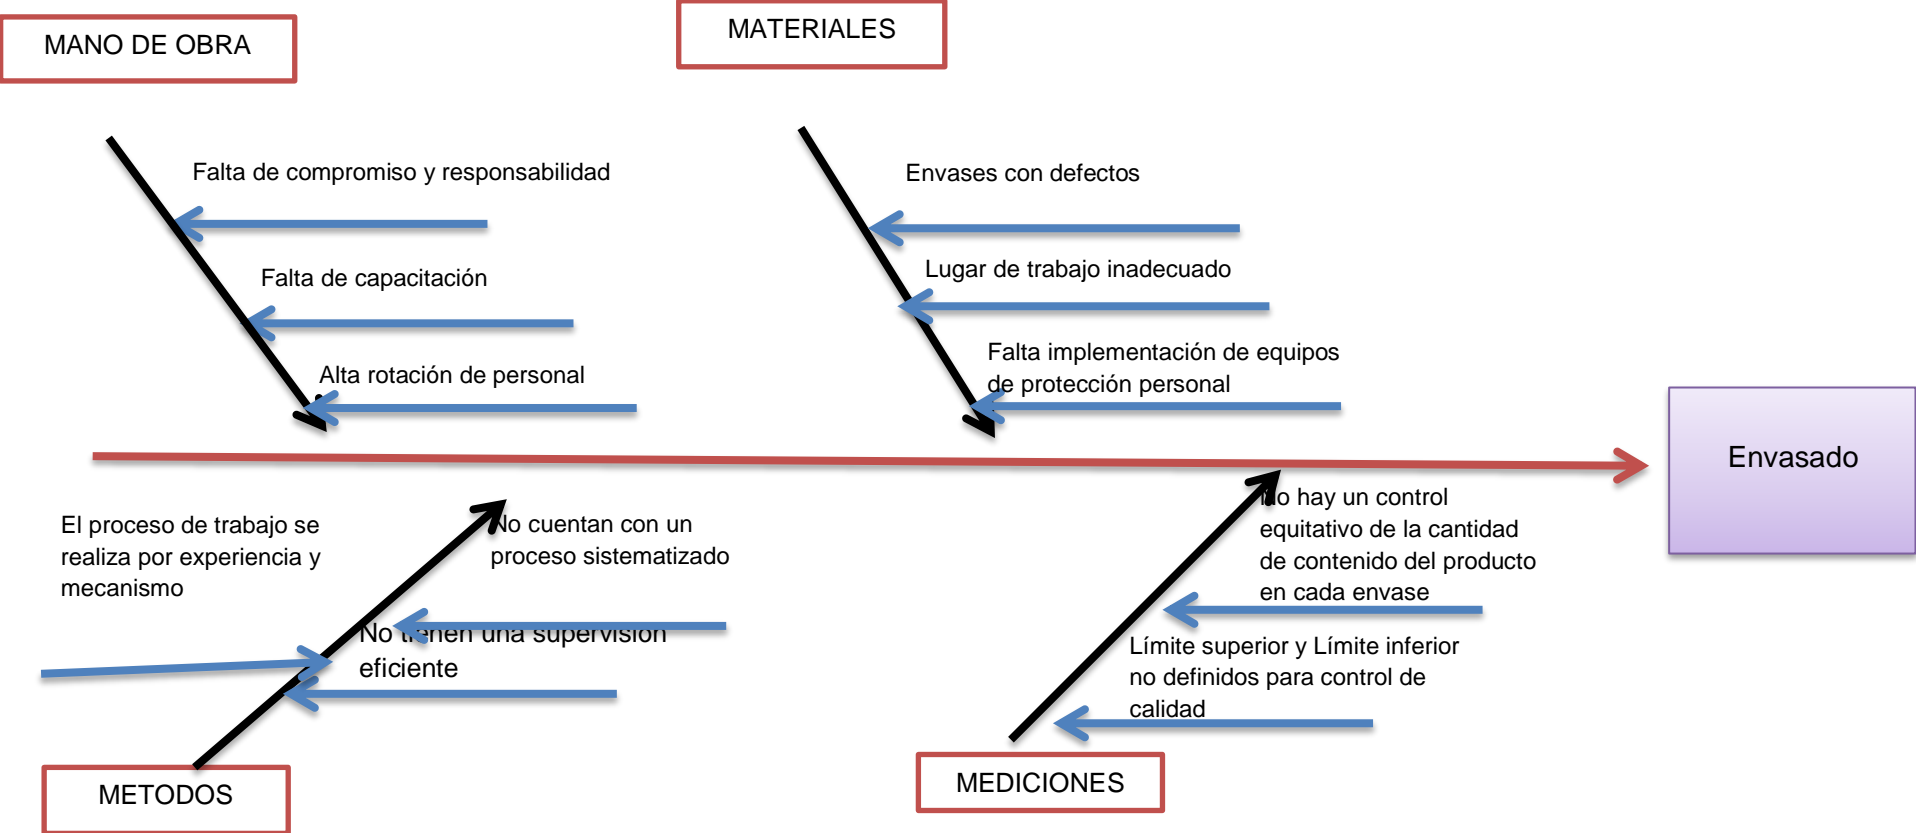 MANO DE OBRA
MATERIALES
Falta de compromiso y responsabilidad
Falta de capacitación
Alta rotación de personal
Envases con defectos
Lugar de trabajo inadecuado
Falta implementación de equipos
de protección personal
Envasado
El proceso de trabajo se
realiza por experiencia y
mecanismo
No cuentan con un
proceso sistematizado
No tienen una supervisión
eficiente
No hay un control
equitativo de la cantidad
de contenido del producto
en cada envase
Límite superior y Límite inferior
no definidos para control de
calidad
METODOS
MEDICIONES